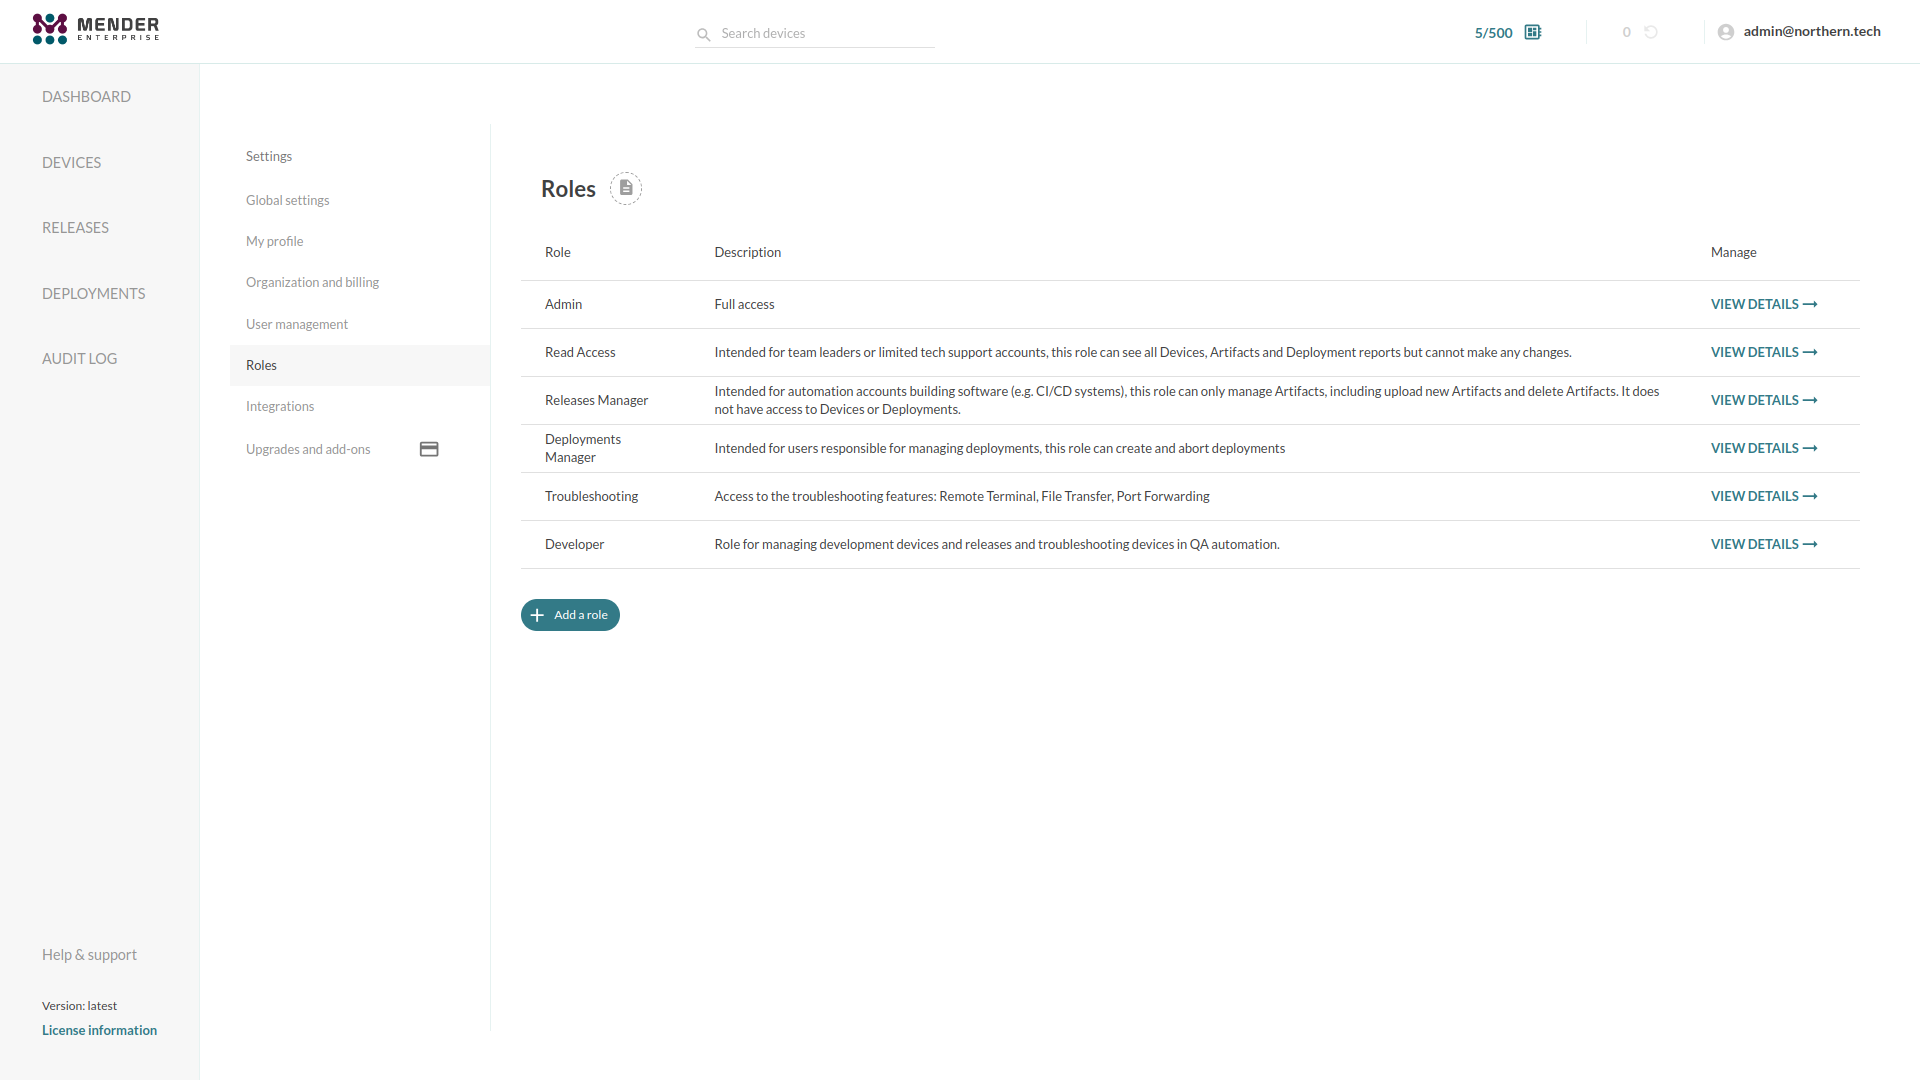 MENDER
ENTERPRISE
Search devices
5/500
0
admin@northern.tech
DASHBOARD
DEVICES
RELEASES
DEPLOYMENTS
AUDIT LOG
Help & support
Version: latest
License information
Settings
Global settings
My profile
Organization and billing
User management
Roles
Integrations
Upgrades and add-ons
Roles
Role Description Manage
Admin Full access VIEW DETAILS
Read Access Intended for team leaders or limited tech support accounts, this role can see all Devices, Artifacts and Deployment reports but cannot make any changes. VIEW DETAILS
Releases Manager Intended for automation accounts building software (e.g. CI/CD systems), this role can only manage Artifacts, including upload new Artifacts and delete Artifacts. It does
not have access to Devices or Deployments. VIEW DETAILS
Deployments
Manager Intended for users responsible for managing deployments, this role can create and abort deployments VIEW DETAILS
Troubleshooting Access to the troubleshooting features: Remote Terminal, File Transfer, Port Forwarding VIEW DETAILS
Developer Role for managing development devices and releases and troubleshooting devices in QA automation. VIEW DETAILS
Add a role